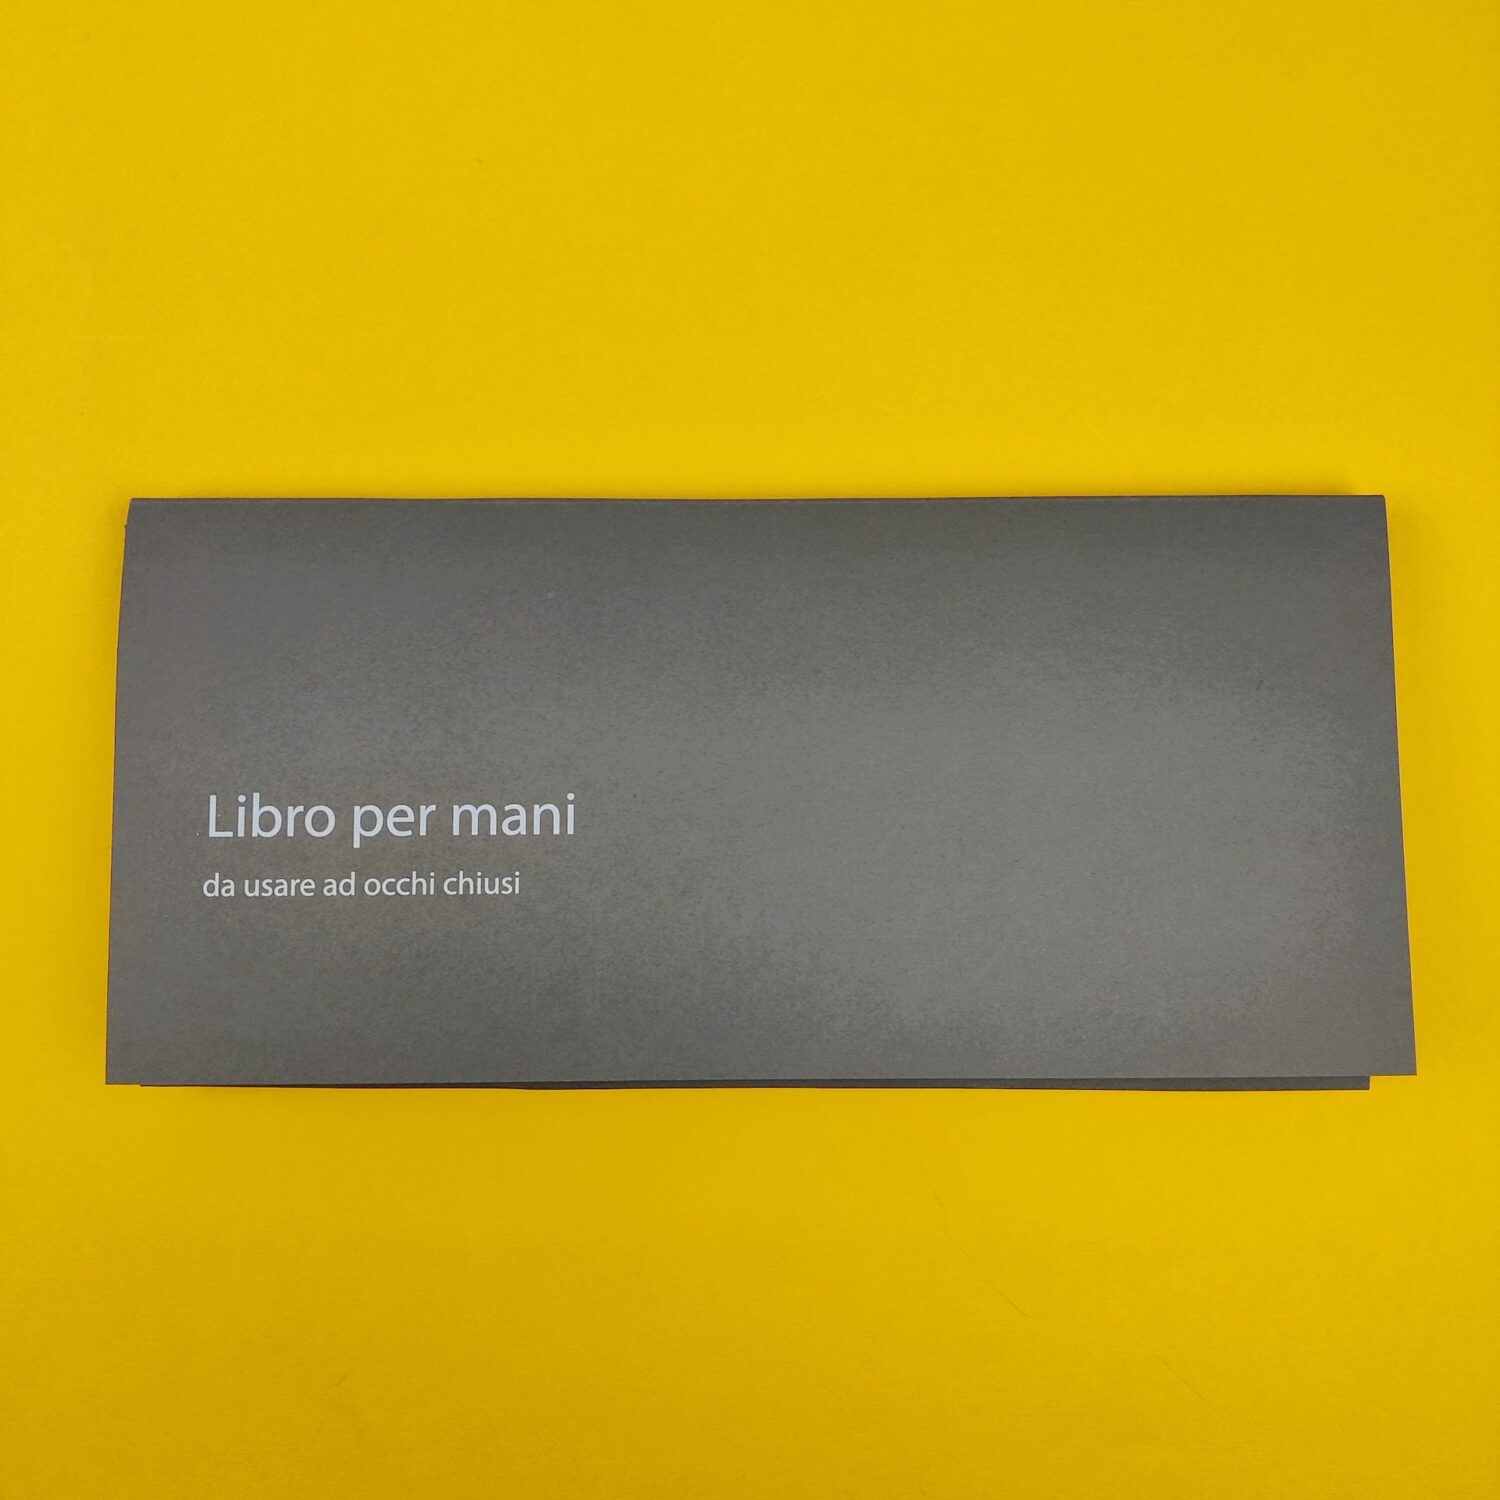 Libro per mani
da usare ad occhi chiusi